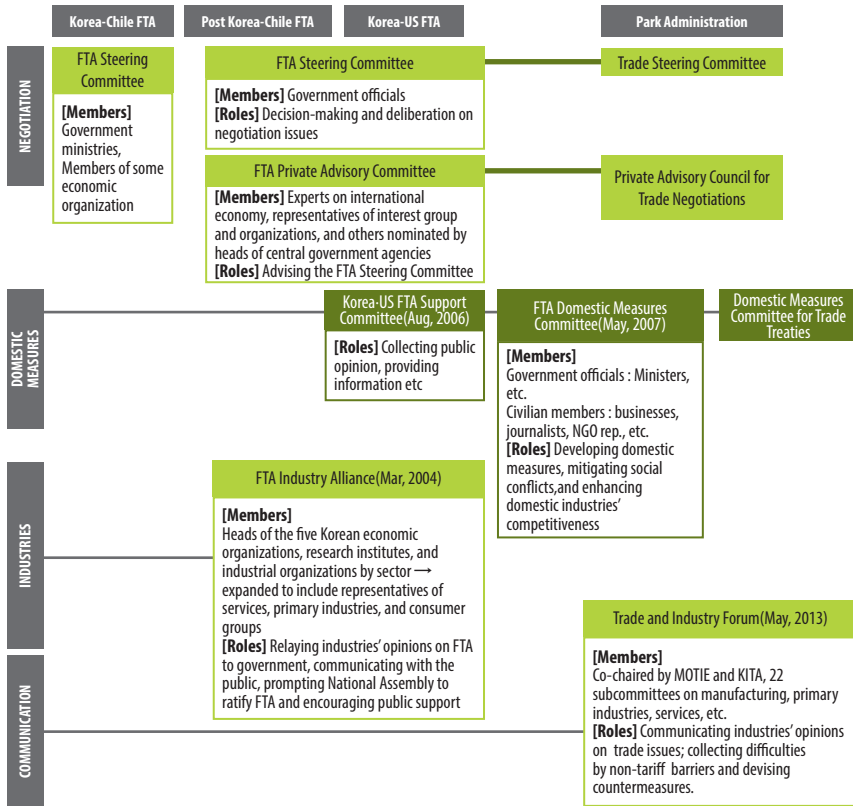 Korea-Chile FTA
Post Korea-Chile FTA
Korea-US FTA
Park Administration
NEGOTIATION
FTA Steering
Committee
[Members]
Government
ministries,
Members of some
economic
organization
FTA Steering Committee
[Members] Government officials
[Roles] Decision-making and deliberation on
negotiation issues
Trade Steering Committee
FTA Private Advisory Committee
[Members] Experts on international
economy, representatives of interest group
and organizations, and others nominated by
heads of central government agencies
[Roles] Advising the FTA Steering Committee
Private Advisory Council for
Trade Negotiations
DOMESTIC
MEASURES
Korea-US FTA Support
Committee(Aug, 2006)
[Roles] Collecting public
opinion, providing
information etc
FTA Domestic Measures
Committee(May, 2007)
[Members]
Government officials : Ministers,
etc.
Civilian members : businesses,
journalists, NGO rep., etc.
[Roles] Developing domestic
measures, mitigating social
conflicts,and enhancing
domestic industries'
competitiveness
Domestic Measures
Committee for Trade
Treaties
INDUSTRIES
FTA Industry Alliance(Mar, 2004)
[Members]
Heads of the five Korean economic
organizations, research institutes, and
industrial organizations by sector →
expanded to include representatives of
services, primary industries, and consumer
groups
[Roles] Relaying industries' opinions on FTA
to government, communicating with the
public, prompting National Assembly to
ratify FTA and encouraging public support
COMMUNICATION
Trade and Industry Forum(May, 2013)
[Members]
Co-chaired by MOTIE and KITA, 22
subcommittees on manufacturing, primary
industries, services, etc.
[Roles] Communicating industries' opinions
on trade issues; collecting difficulties
by non-tariff barriers and devising
countermeasures.